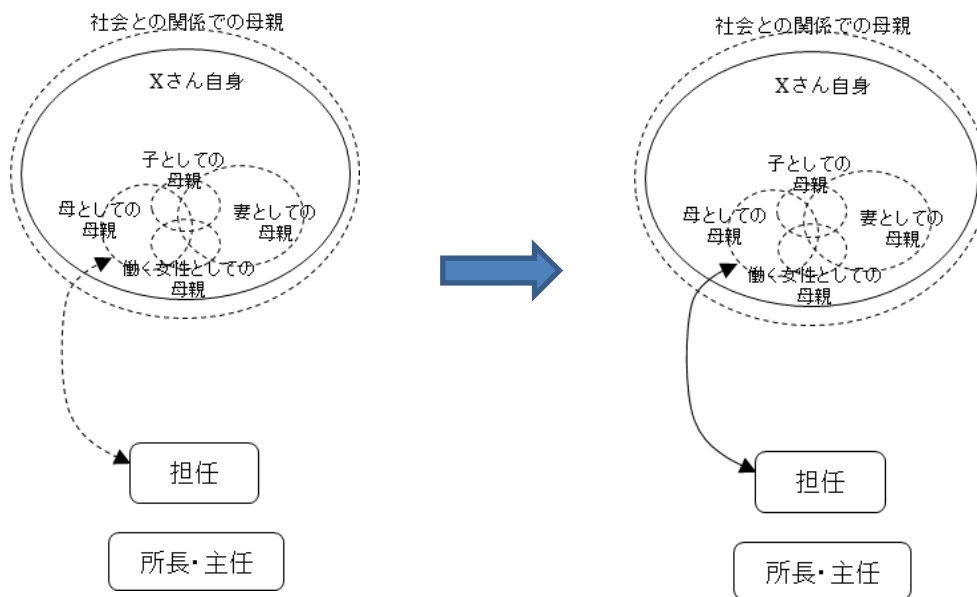 社会との関係での母親
Xさん自身
子としての
母親
母としての
母親
妻としての
母親
働く女性としての
母親
担任
所長・主任
社会との関係での母親
Xさん自身
子としての
母親
母としての
母親
妻としての
母親
働く女性としての
母親
担任
所長・主任